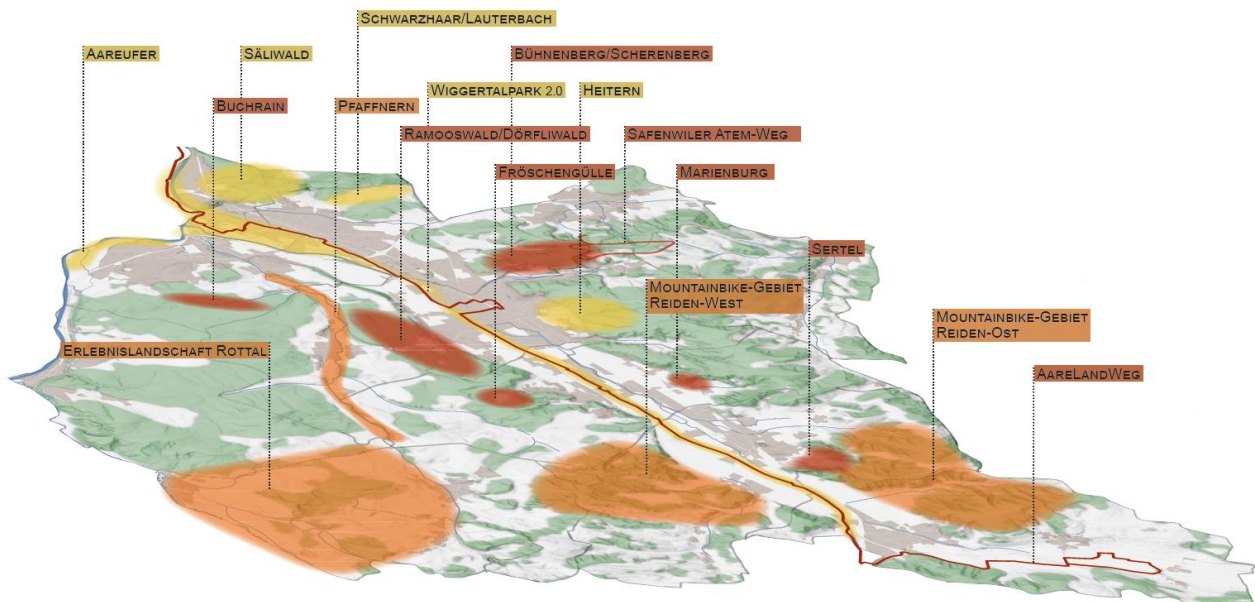 Schwarzhaar/Lauterbach
Aareufer
Säliwald
Bühnenberg/Scherenberg
Wiggertalpark 2.0
Heitern
Buchrain
Pfaffnern
Ramooswald/Dörfliwald
Safenwiler Atem-Weg
Fröschengülle
Marienburg
Sertel
Mountainbike-Gebiet
Reiden-West
Mountainbike-Gebiet
Reiden-Ost
Erlebnislandschaft Rottal
AareLandWeg